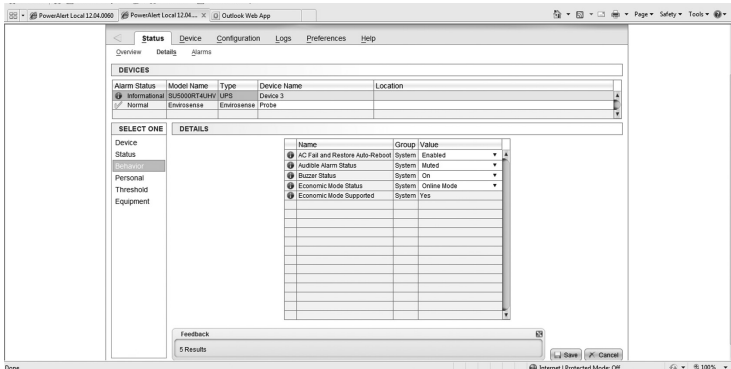 PowerAlert Local 12.04.0060
PowerAlert Local 12.04.... X
Outlook Web App
Page Safety Tools
Status Device Configuration Logs Preferences Help
Overview Details Alarms
DEVICES
Alarm Status Model Name Type Device Name Location
Informational SU5000RT4UHV UPS Device 3
Normal Envirosense Envirosense Probe
SELECT ONE DETAILS
Device
Status
Behavior
Personal
Threshold
Equipment
Name Group Value
AC Fail and Restore Auto-Reboot System Enabled
Audible Alarm Status System Muted
Buzzer Status System On
Economic Mode Status System Online Mode
Economic Mode Supported System Yes
Feedback
5 Results
Save Cancel
Done Internet | Protected Mode: Off 100%